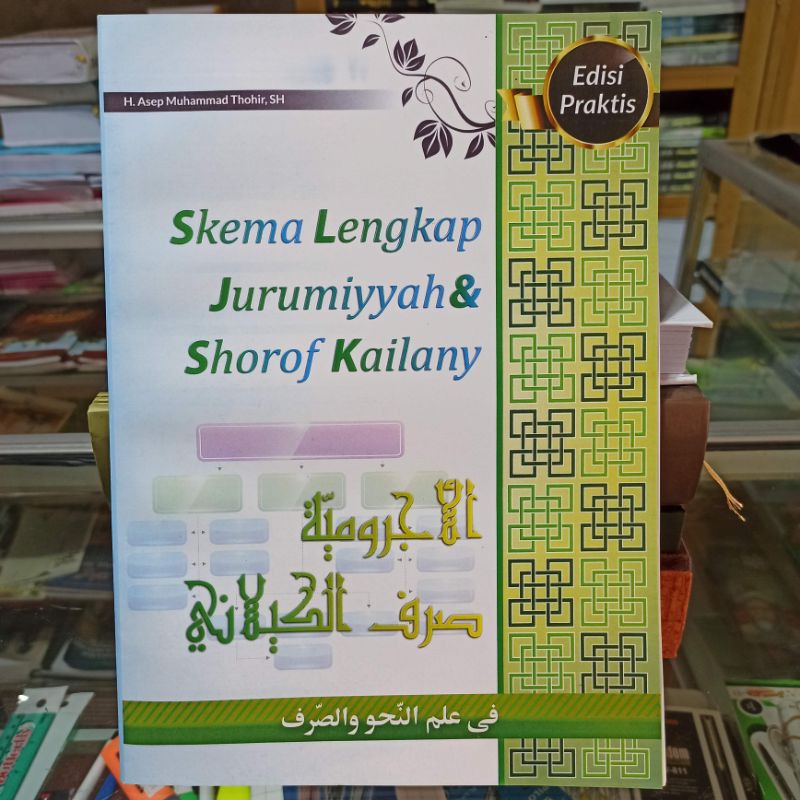 H. Asep Muhammad Thohir, SH
Edisi
Praktis
Skema Lengkap
Jurumiyyah &
Shorof Kailany
الآجروميّة
صرف الكيلاني
فى علم النّحو والصّرف